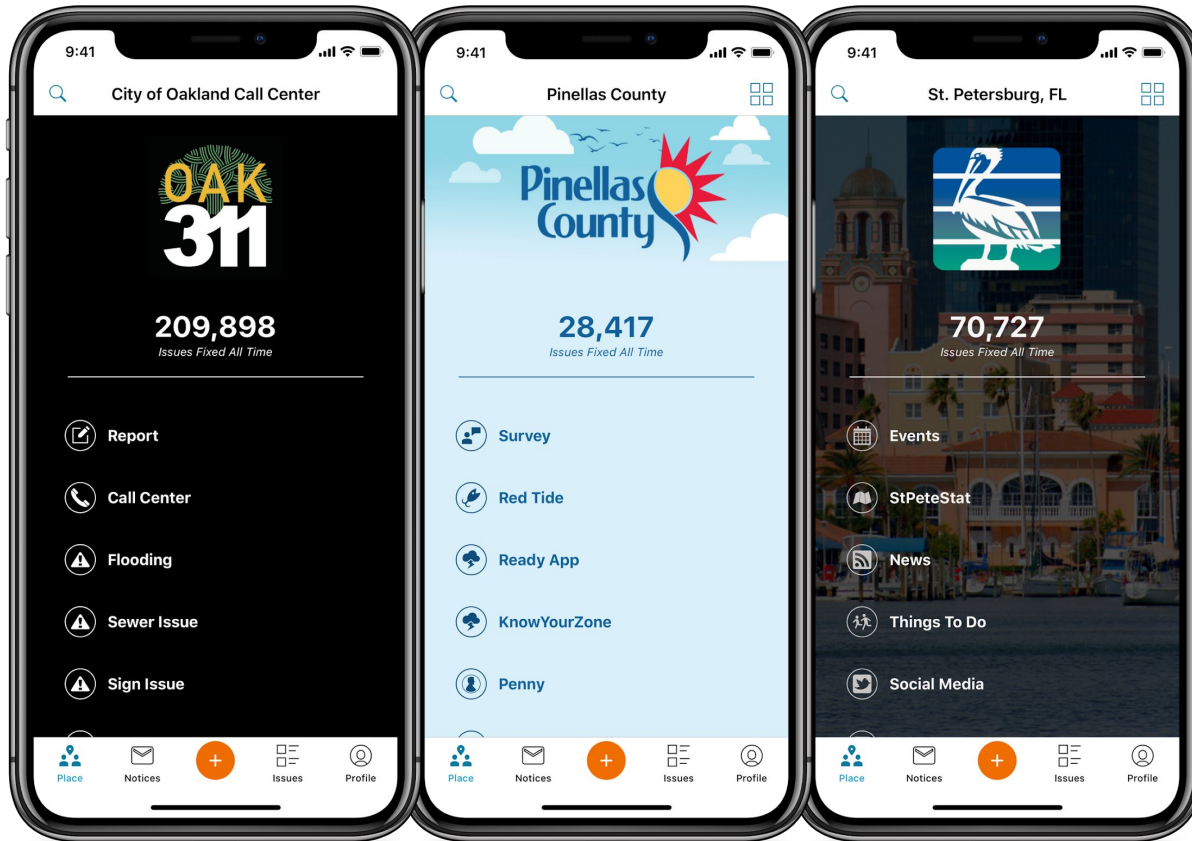 9:41
City of Oakland Call Center
OAK
311
209,898
Issues Fixed All Time
Report
Call Center
Flooding
Sewer Issue
Sign Issue
Place
Notices
Issues
Profile
9:41
Pinellas County
Pinellas
County
28,417
Issues Fixed All Time
Survey
Red Tide
Ready App
KnowYourZone
Penny
Place
Notices
Issues
Profile
9:41
St. Petersburg, FL
70,727
Issues Fixed All Time
Events
StPeteStat
News
Things To Do
Social Media
Place
Notices
Issues
Profile